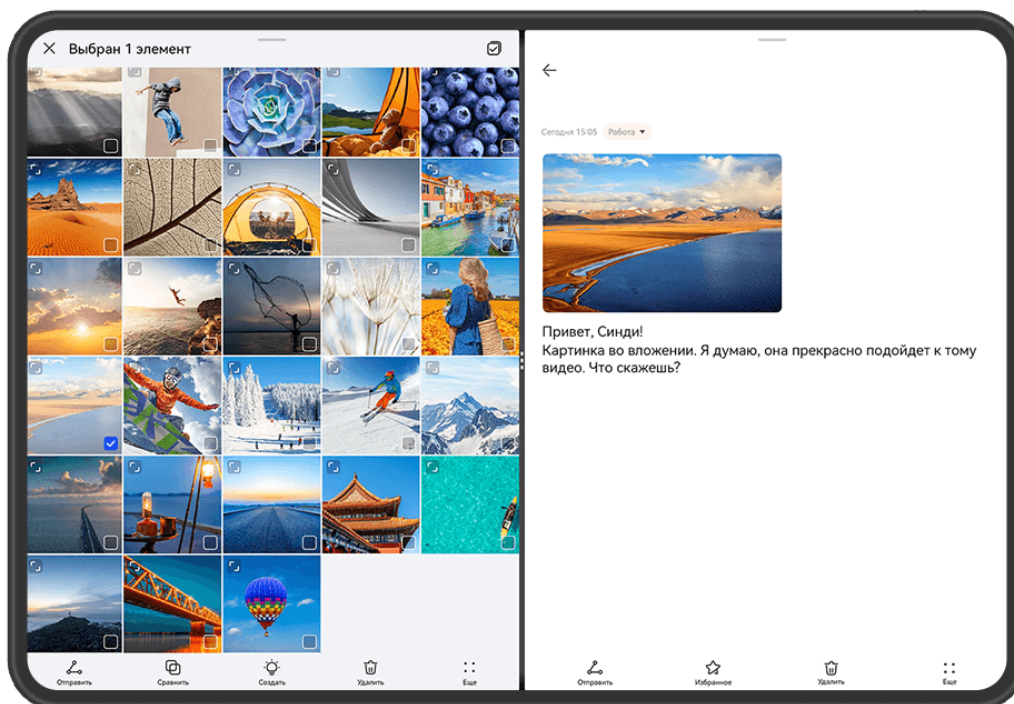 Выбран 1 элемент
Отправить
Сравнить
Создать
Удалить
Еще
Сегодня 15:05 Работа
Привет, Синди!
Картинка во вложении. Я думаю, она прекрасно подойдет к тому
видео. Что скажешь?
Отправить
Избранное
Удалить
Еще